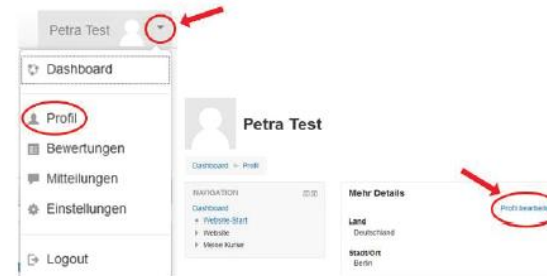 Petra Test
Dashboard
Profil
Bewertungen
Mitteilungen
Einstellungen
Logout
Petra Test
Dashboard
Profil
NAVIGATION
Dashboard
Website-Start
Website
Meine Kurse
Mehr Details
Profil bearbeite
Land
Deutschland
Stadt/Ort
Berlin